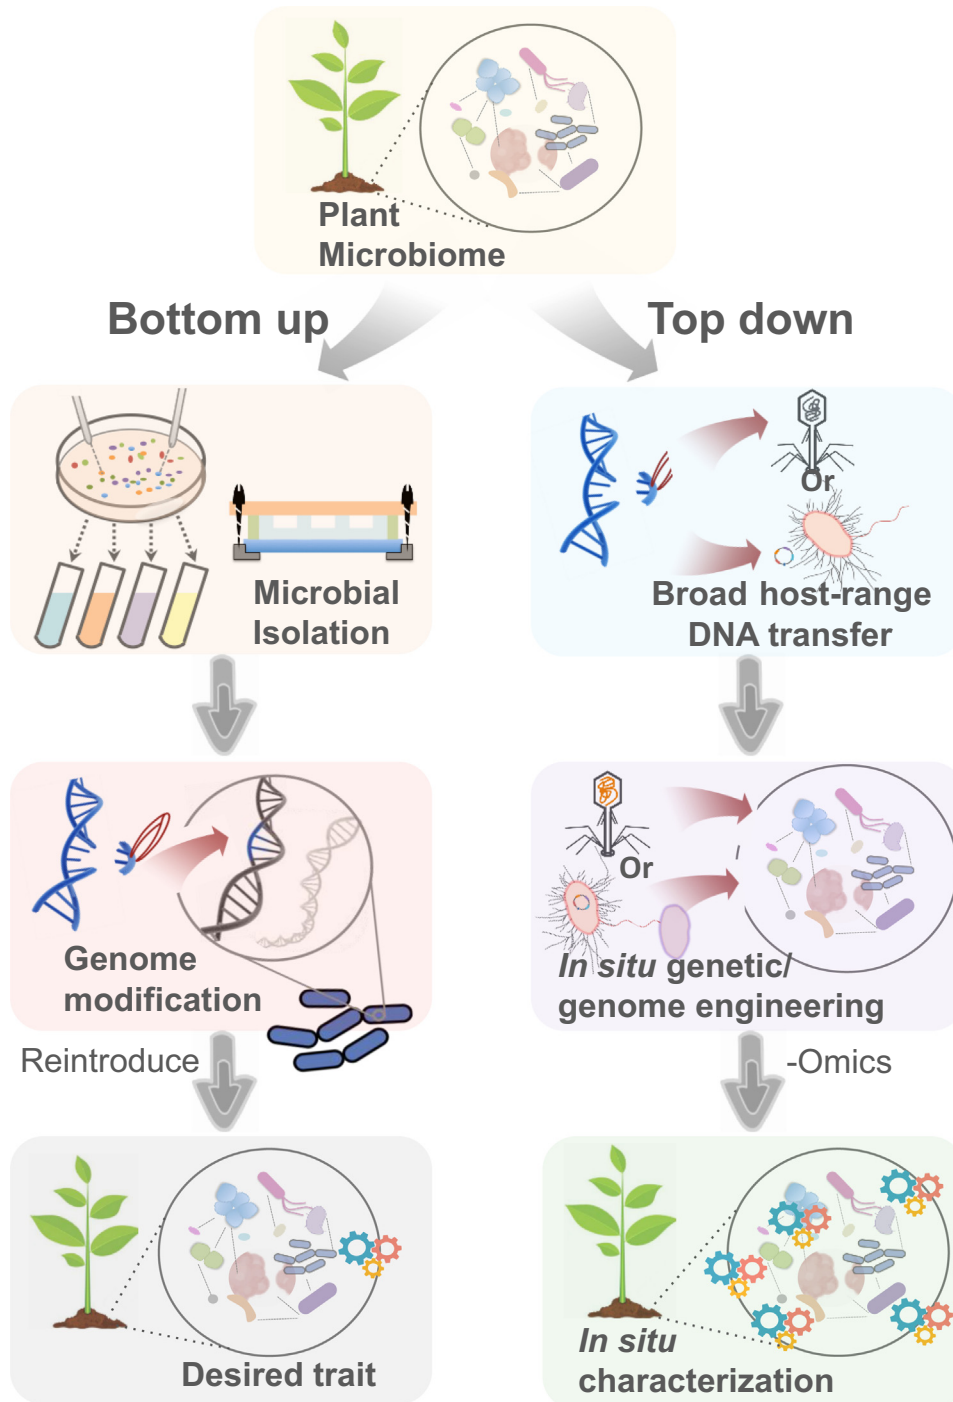 Plant
Microbiome
Bottom up
Top down
Microbial
Isolation
Or
Broad host-range
DNA transfer
Genome
modification
Or
In situ genetic/
genome engineering
Reintroduce
-Omics
Desired trait
In situ
characterization